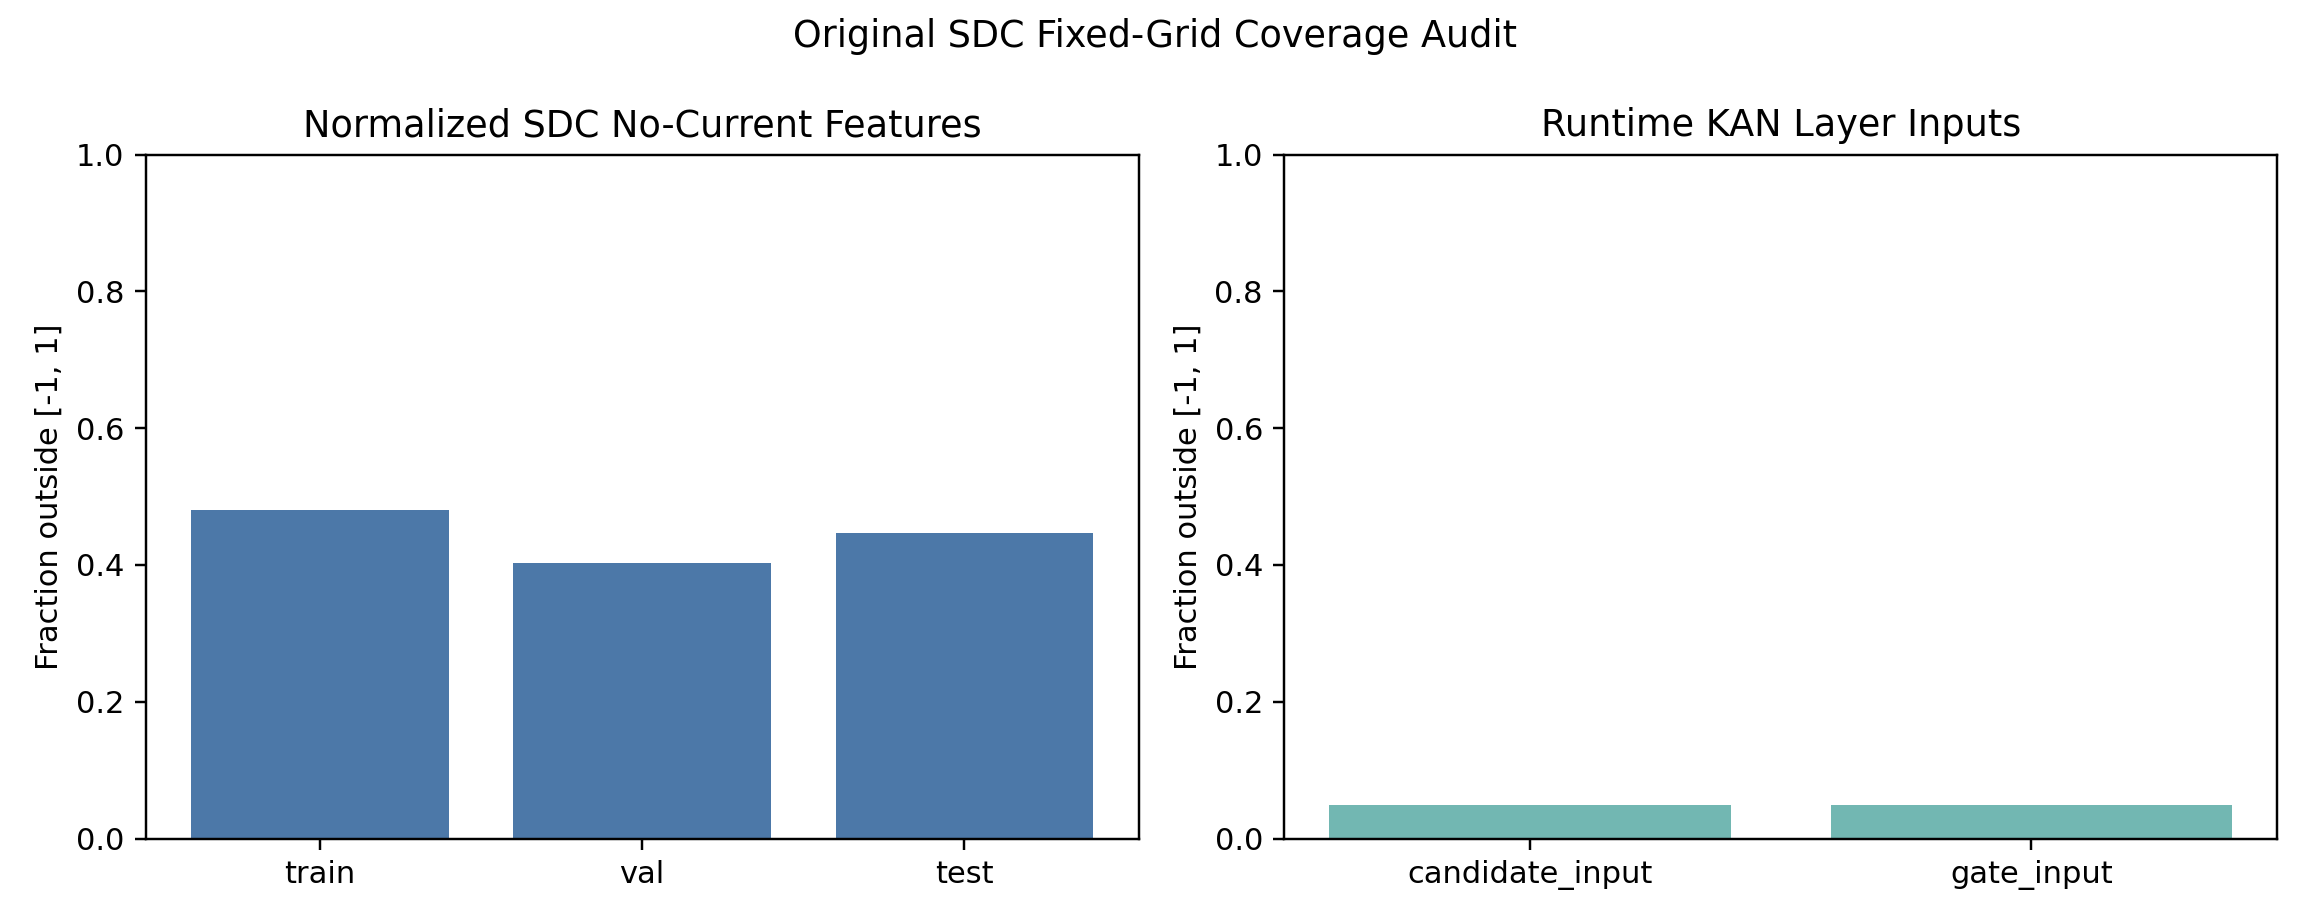 Original SDC Fixed-Grid Coverage Audit
Normalized SDC No-Current Features
Fraction outside [-1, 1]
1.0
0.8
0.6
0.4
0.2
0.0
train val test
Runtime KAN Layer Inputs
Fraction outside [-1, 1]
1.0
0.8
0.6
0.4
0.2
0.0
candidate_input gate_input